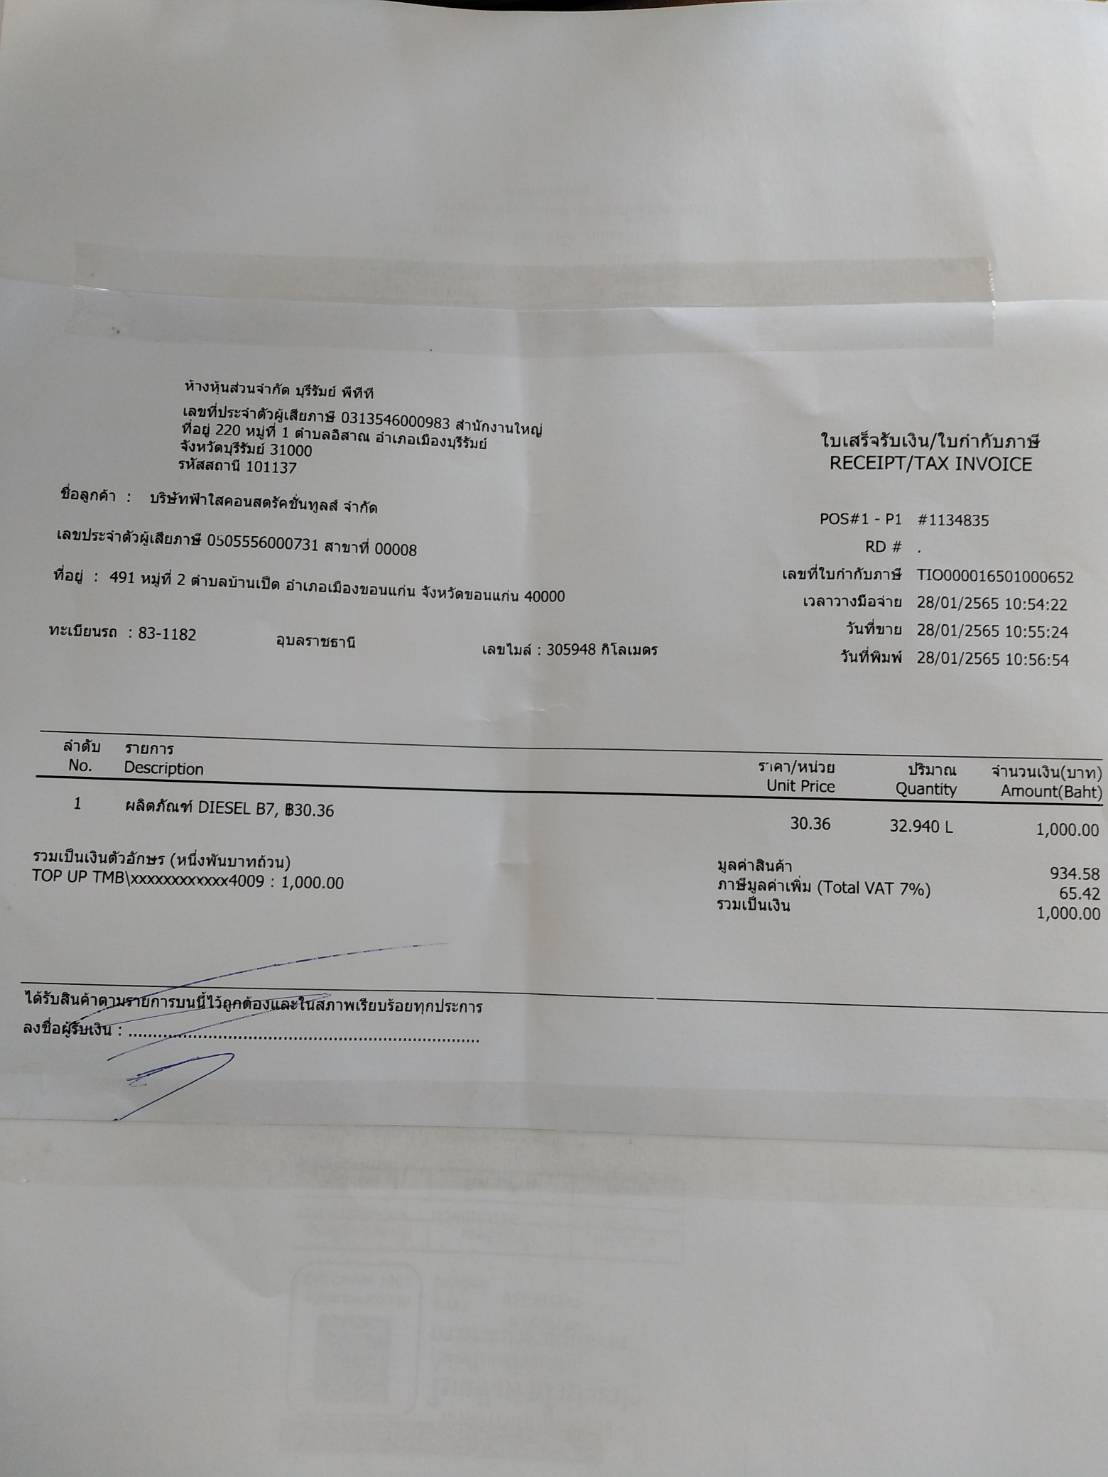 ห้างหุ้นส่วนจำกัด บุรีรัมย์ พีทีที
เลขที่ประจำตัวผู้เสียภาษี 0313546000983 สำนักงานใหญ่
ที่อยู่ 220 หมู่ที่ 1 ตำบลอิสาณ อำเภอเมืองบุรีรัมย์
จังหวัดบุรีรัมย์ 31000
รหัสสถานี 101137
ใบเสร็จรับเงิน/ใบกำกับภาษี
RECEIPT/TAX INVOICE
ชื่อลูกค้า : บริษัทฟ้าใสคอนสตรัคชั่นทูลส์ จำกัด
เลขประจำตัวผู้เสียภาษี 0505556000731 สาขาที่ 00008
ที่อยู่ : 491 หมู่ที่ 2 ตำบลบ้านเป็ด อำเภอเมืองขอนแก่น จังหวัดขอนแก่น 40000
ทะเบียนรถ : 83-1182 อุบลราชธานี เลขไมล์ : 305948 กิโลเมตร
POS#1 - P1 #1134835
RD # .
เลขที่ใบกำกับภาษี TIO000016501000652
เวลาวางมือจ่าย 28/01/2565 10:54:22
วันที่ขาย 28/01/2565 10:55:24
วันที่พิมพ์ 28/01/2565 10:56:54
ลำดับ รายการ ราคา/หน่วย ปริมาณ จำนวนเงิน(บาท)
No. Description Unit Price Quantity Amount(Baht)
1 ผลิตภัณฑ์ DIESEL B7, ฿30.36 30.36 32.940 L 1,000.00
รวมเป็นเงินตัวอักษร (หนึ่งพันบาทถ้วน)
TOP UP TMB\xxxxxxxxxxxx4009 : 1,000.00
มูลค่าสินค้า 934.58
ภาษีมูลค่าเพิ่ม (Total VAT 7%) 65.42
รวมเป็นเงิน 1,000.00
ได้รับสินค้าตามรายการบนนี้ไว้ถูกต้องและในสภาพเรียบร้อยทุกประการ
ลงชื่อผู้รับเงิน : ........................................................................